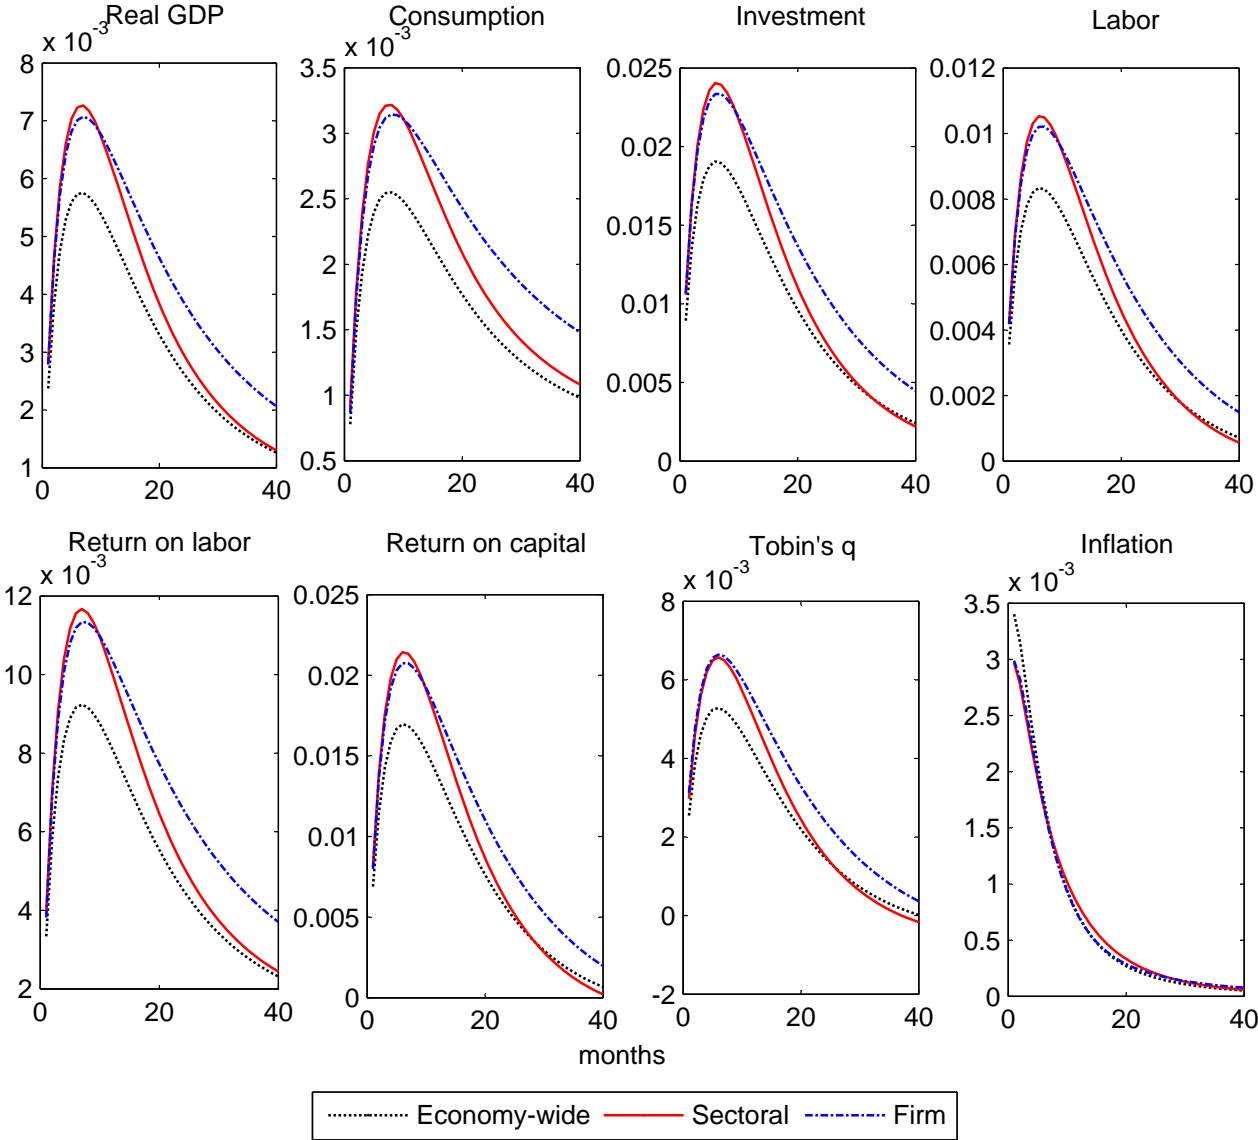 Real GDP Consumption Investment Labor
x 10^-3 x 10^-3
8 3.5 0.025 0.012
7 3 0.02 0.01
6 2.5 0.015 0.008
5 2 0.01 0.006
4 1.5 0.005 0.004
3 1 0 0.002
2 0.5 0
1
0 20 40 0 20 40 0 20 40 0 20 40
Return on labor Return on capital Tobin's q Inflation
x 10^-3 x 10^-3 x 10^-3
12 0.025 8 3.5
10 0.02 6 3
8 0.015 4 2.5
6 0.01 2 2
4 0.005 0 1.5
2 0 -2 1
0.5
0
0 20 40 0 20 40 0 20 40 0 20 40
months
Economy-wide Sectoral Firm